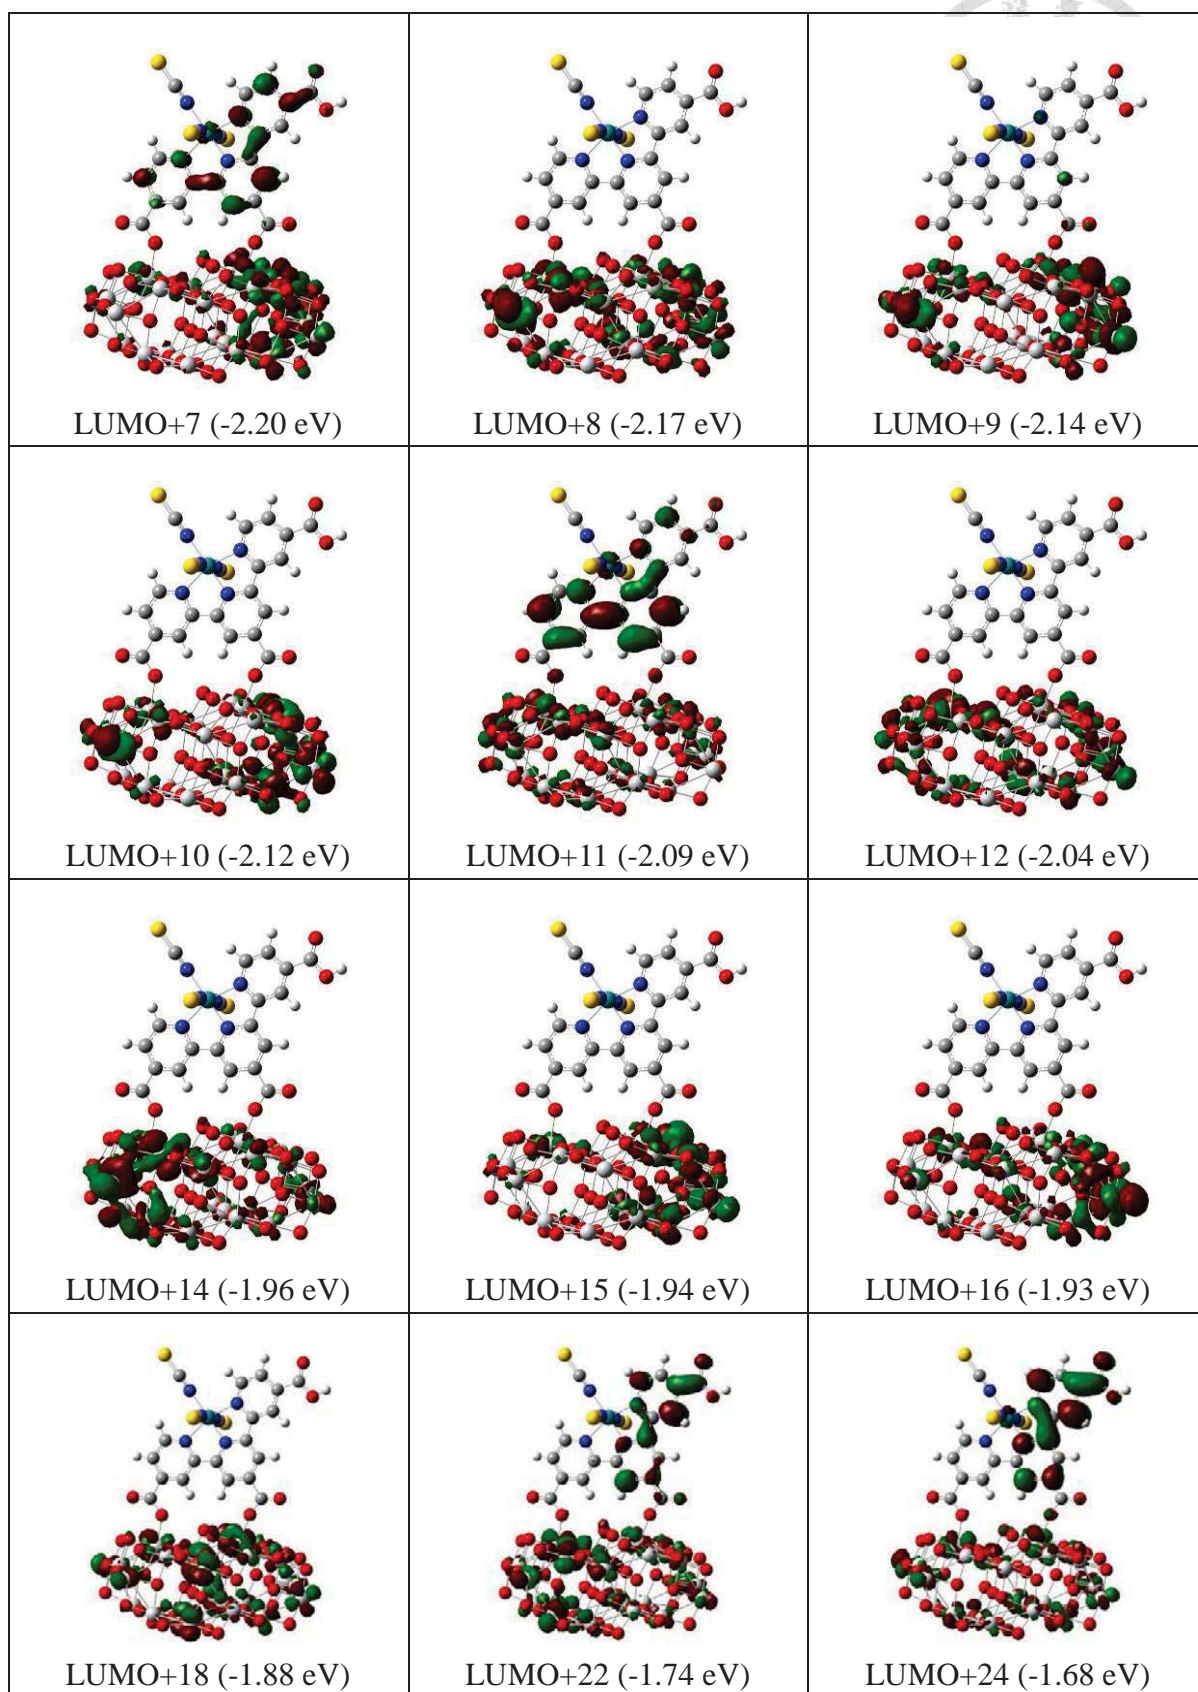 LUMO+7 (-2.20 eV)
LUMO+8 (-2.17 eV)
LUMO+9 (-2.14 eV)
LUMO+10 (-2.12 eV)
LUMO+11 (-2.09 eV)
LUMO+12 (-2.04 eV)
LUMO+14 (-1.96 eV)
LUMO+15 (-1.94 eV)
LUMO+16 (-1.93 eV)
LUMO+18 (-1.88 eV)
LUMO+22 (-1.74 eV)
LUMO+24 (-1.68 eV)